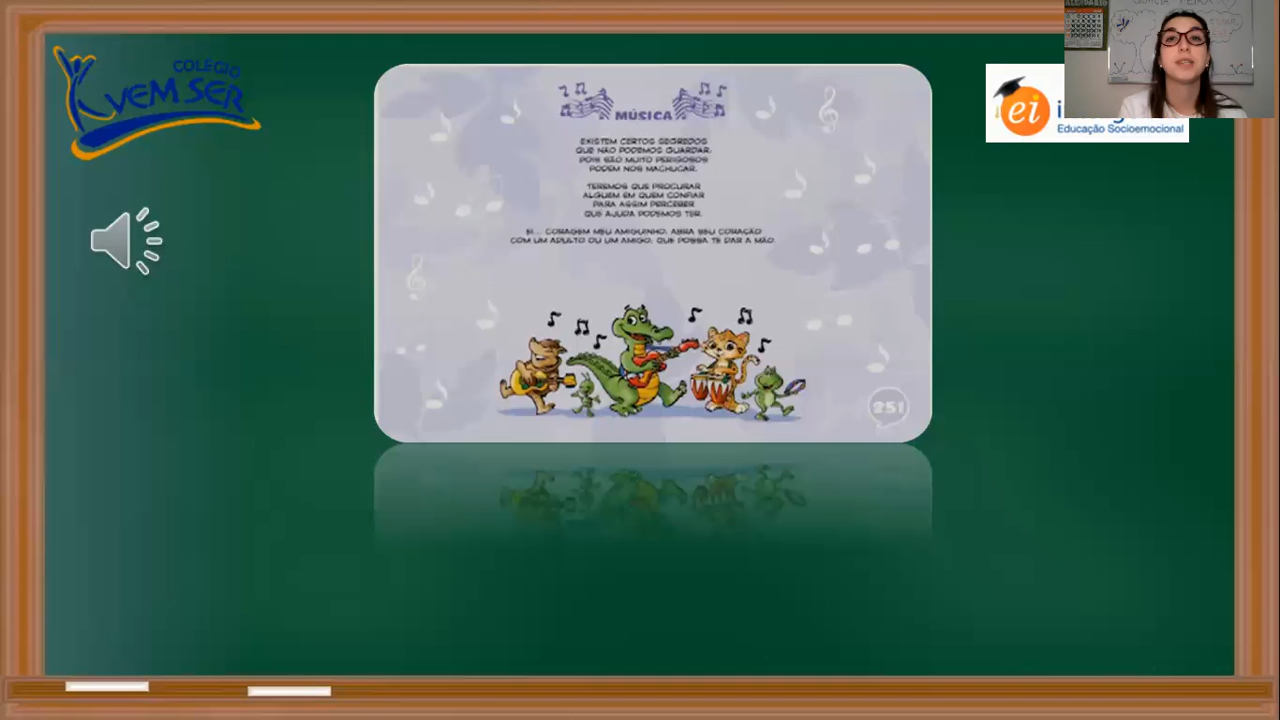 COLÉGIO
VEM SER
MÚSICA
EXISTEM CERTOS SEGREDOS
QUE NÃO PODEMOS GUARDAR,
POIS SÃO MUITO PERIGOSOS
PODEM NOS MACHUCAR.
TEREMOS QUE PROCURAR
ALGUÉM EM QUEM CONFIAR
PARA ASSIM PERCEBER
QUE AJUDA PODEMOS TER.
EI... CORAGEM MEU AMIGUINHO, ABRA SEU CORAÇÃO
COM UM ADULTO OU UM AMIGO, QUE POSSA TE DAR A MÃO.
251
ei
Educação Socioemocional